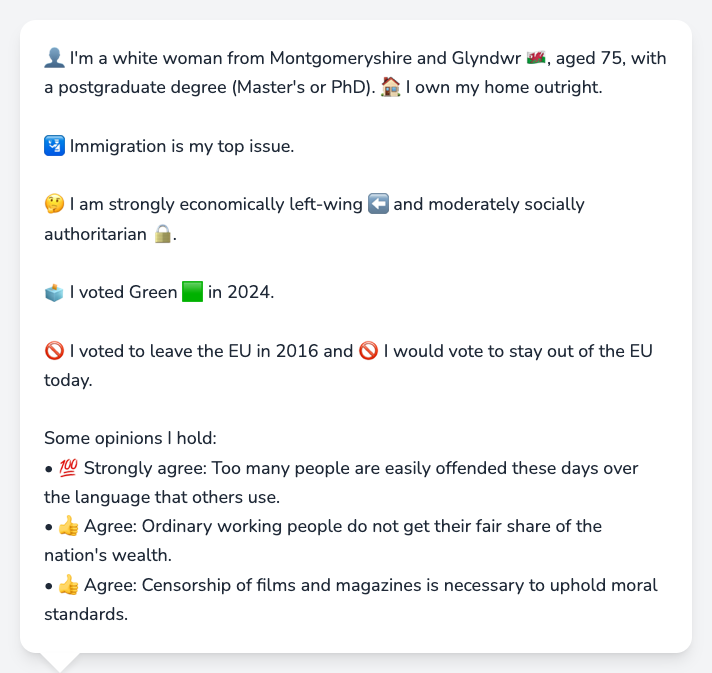 👤 I'm a white woman from Montgomeryshire and Glyndwr 🏴󠁧󠁢󠁷󠁬󠁳󠁿, aged 75, with
a postgraduate degree (Master's or PhD). 🏠 I own my home outright.
🛂 Immigration is my top issue.
🤔 I am strongly economically left-wing ⬅️ and moderately socially
authoritarian 🔒.
🗳️ I voted Green 🟩 in 2024.
🚫 I voted to leave the EU in 2016 and 🚫 I would vote to stay out of the EU
today.
Some opinions I hold:
• 💯 Strongly agree: Too many people are easily offended these days over
the language that others use.
• 👍 Agree: Ordinary working people do not get their fair share of the
nation's wealth.
• 👍 Agree: Censorship of films and magazines is necessary to uphold moral
standards.